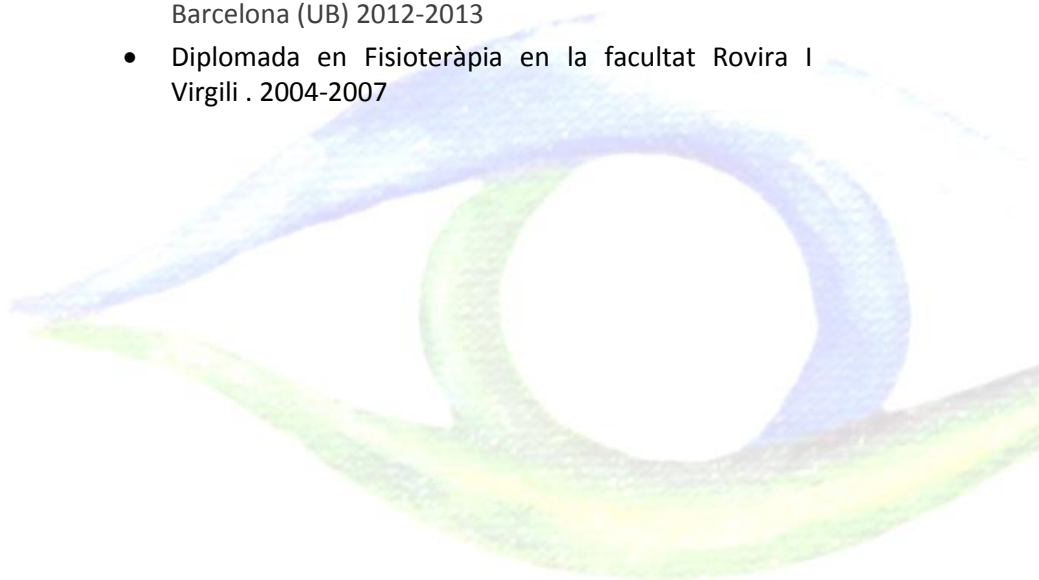 Barcelona (UB) 2012-2013
• Diplomada en Fisioteràpia en la facultat Rovira I
Virgili . 2004-2007